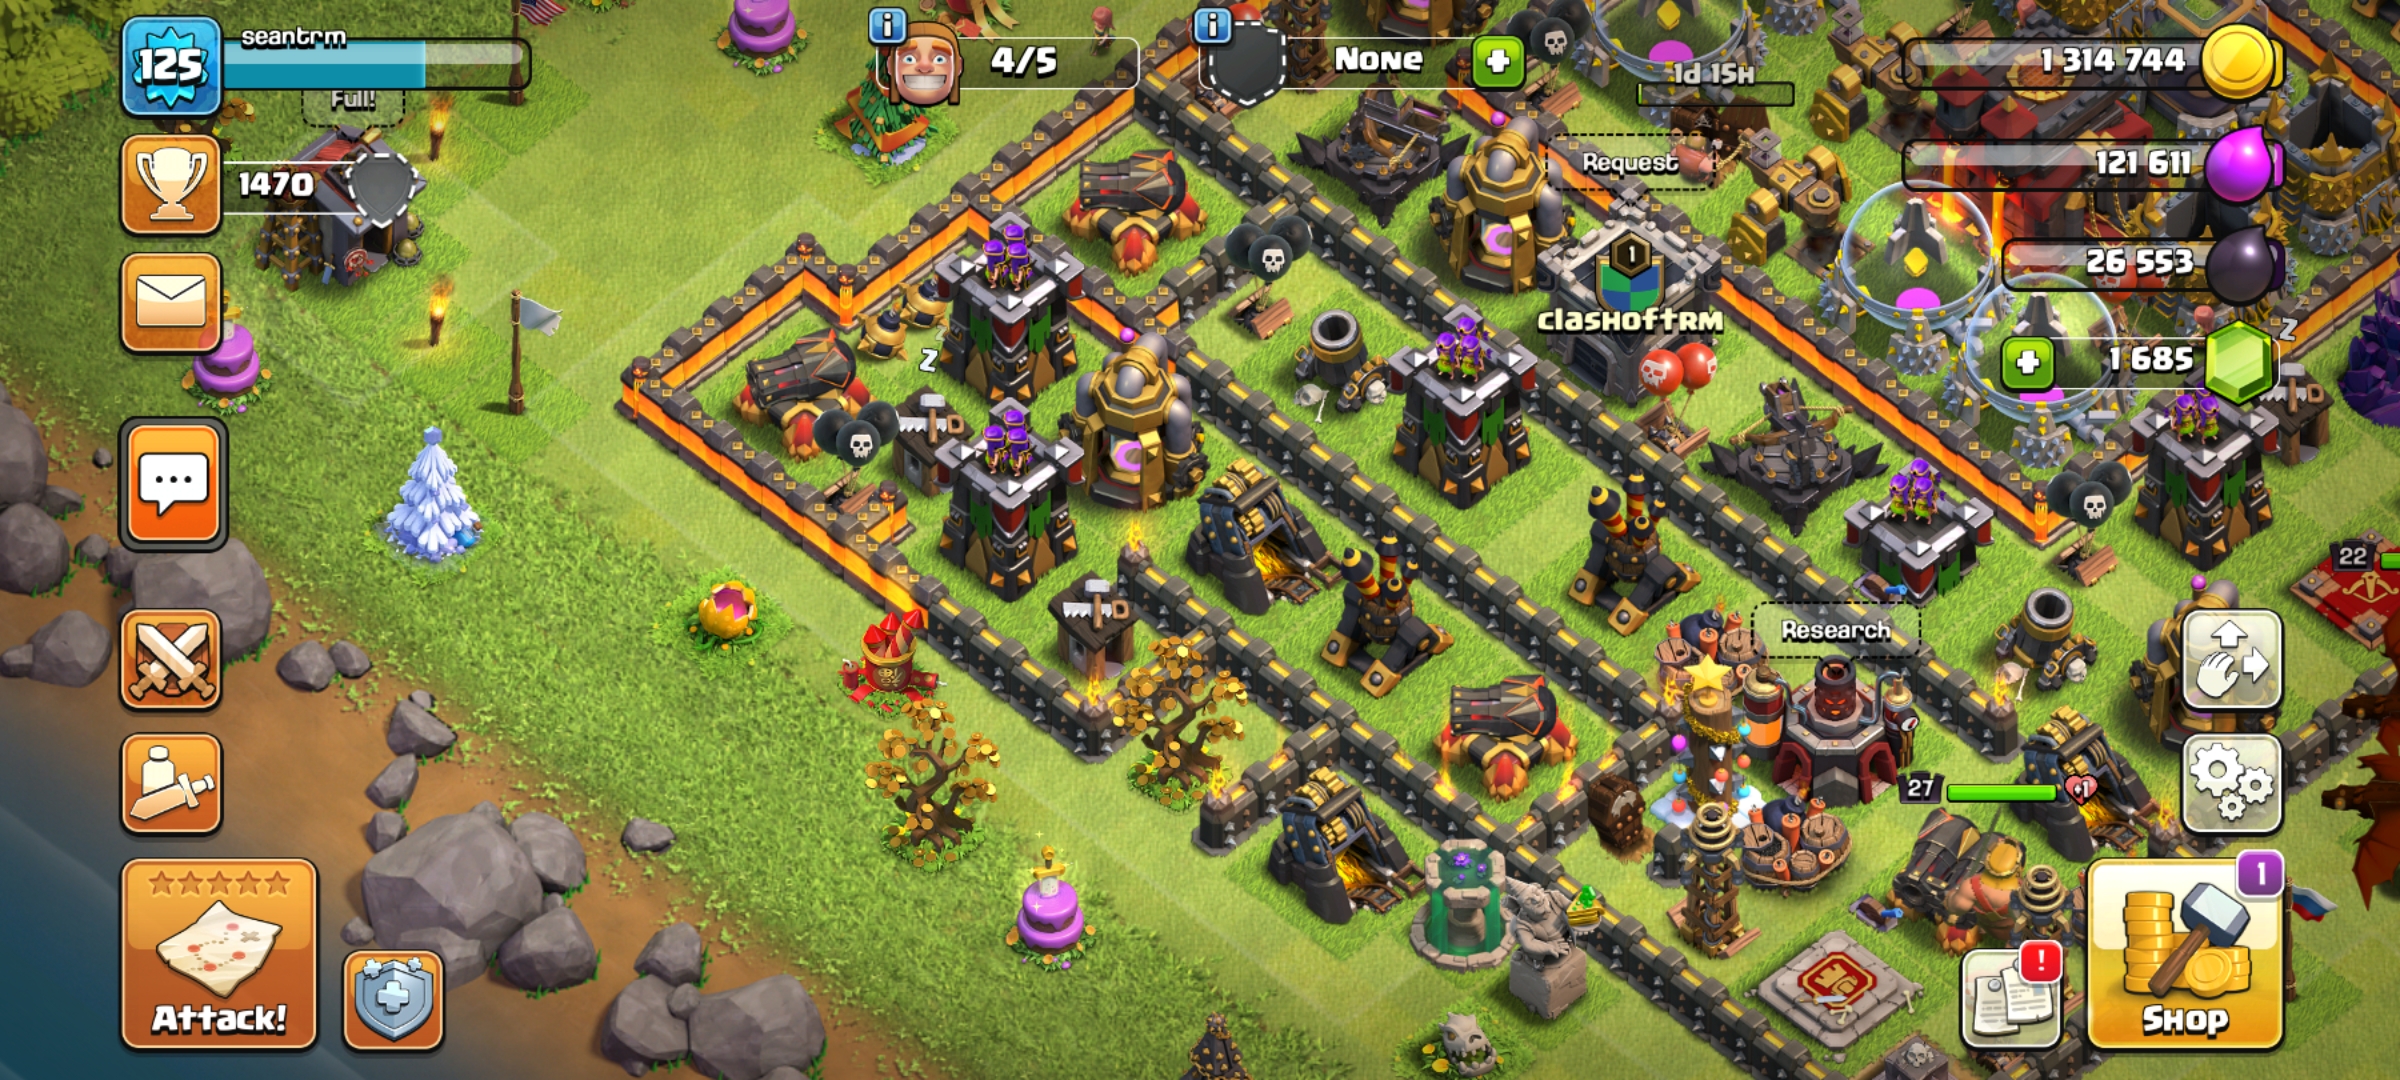 125
seantrm
4/5
None
1d 15h
1 314 744
Full!
Request
121 611
1470
26 553
1
clashoftRM
1 685
z
Z
22
Research
27
+1
1
!
Attack!
Shop